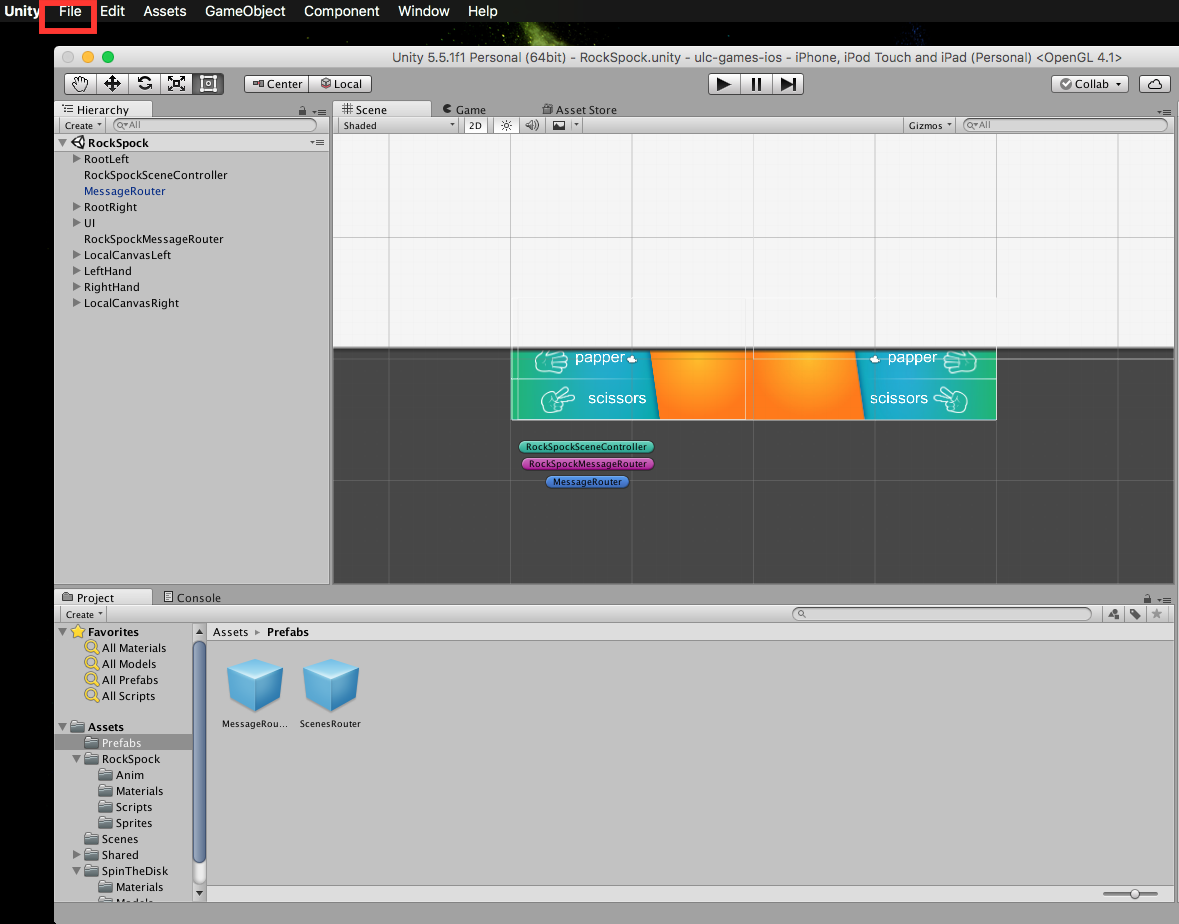 Unity File Edit Assets GameObject Component Window Help
Unity 5.5.1f1 Personal (64bit) - RockSpock.unity - ulc-games-ios - iPhone, iPod Touch and iPad (Personal) <OpenGL 4.1>
Center Local Collab
Hierarchy
Create All
RockSpock
RootLeft
RockSpockSceneController
MessageRouter
RootRight
UI
RockSpockMessageRouter
LocalCanvasLeft
LeftHand
RightHand
LocalCanvasRight
Scene Game Asset Store
Shaded 2D Gizmos All
papper papper
scissors scissors
RockSpockSceneController
RockSpockMessageRouter
MessageRouter
Project Console
Create
Favorites
All Materials
All Models
All Prefabs
All Scripts
Assets
Prefabs
RockSpock
Anim
Materials
Scripts
Sprites
Scenes
Shared
SpinTheDisk
Materials
Assets ▸ Prefabs
MessageRou... ScenesRouter